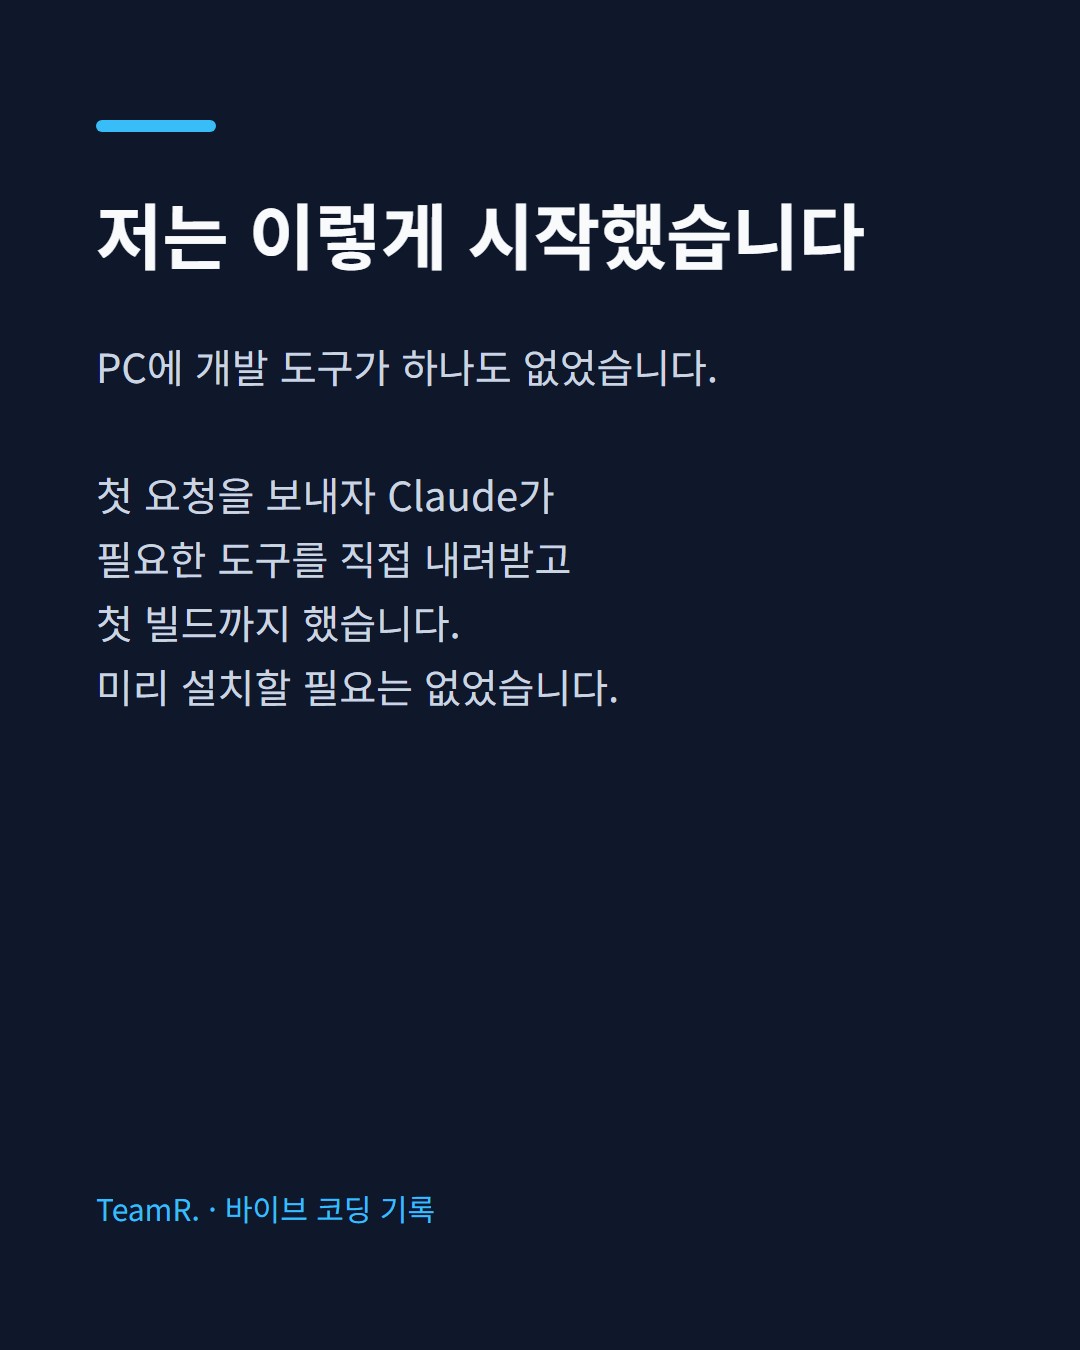 저는 이렇게 시작했습니다
PC에 개발 도구가 하나도 없었습니다.
첫 요청을 보내자 Claude가
필요한 도구를 직접 내려받고
첫 빌드까지 했습니다.
미리 설치할 필요는 없었습니다.
TeamR. · 바이브 코딩 기록